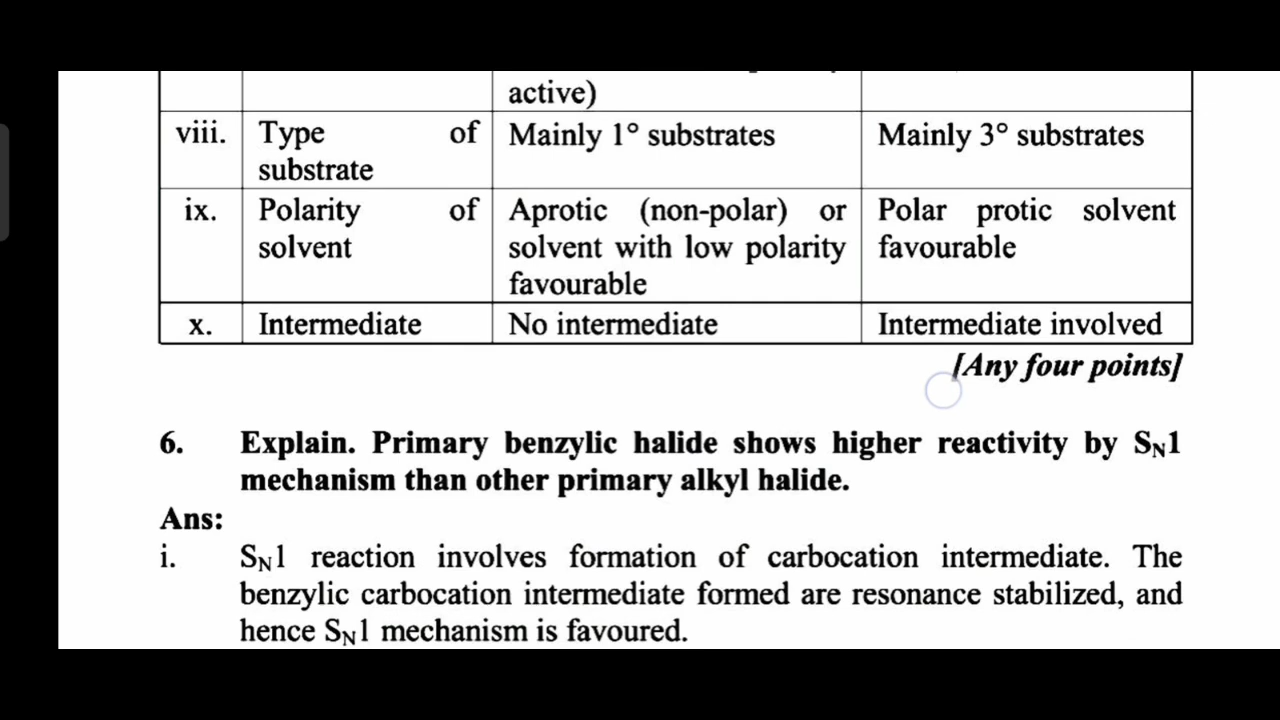 active)
viii. Type of Mainly 1° substrates Mainly 3° substrates
substrate
ix. Polarity of Aprotic (non-polar) or Polar protic solvent
solvent solvent with low polarity favourable
favourable
x. Intermediate No intermediate Intermediate involved
[Any four points]
6. Explain. Primary benzylic halide shows higher reactivity by SN1
mechanism than other primary alkyl halide.
Ans:
i. SN1 reaction involves formation of carbocation intermediate. The
benzylic carbocation intermediate formed are resonance stabilized, and
hence SN1 mechanism is favoured.